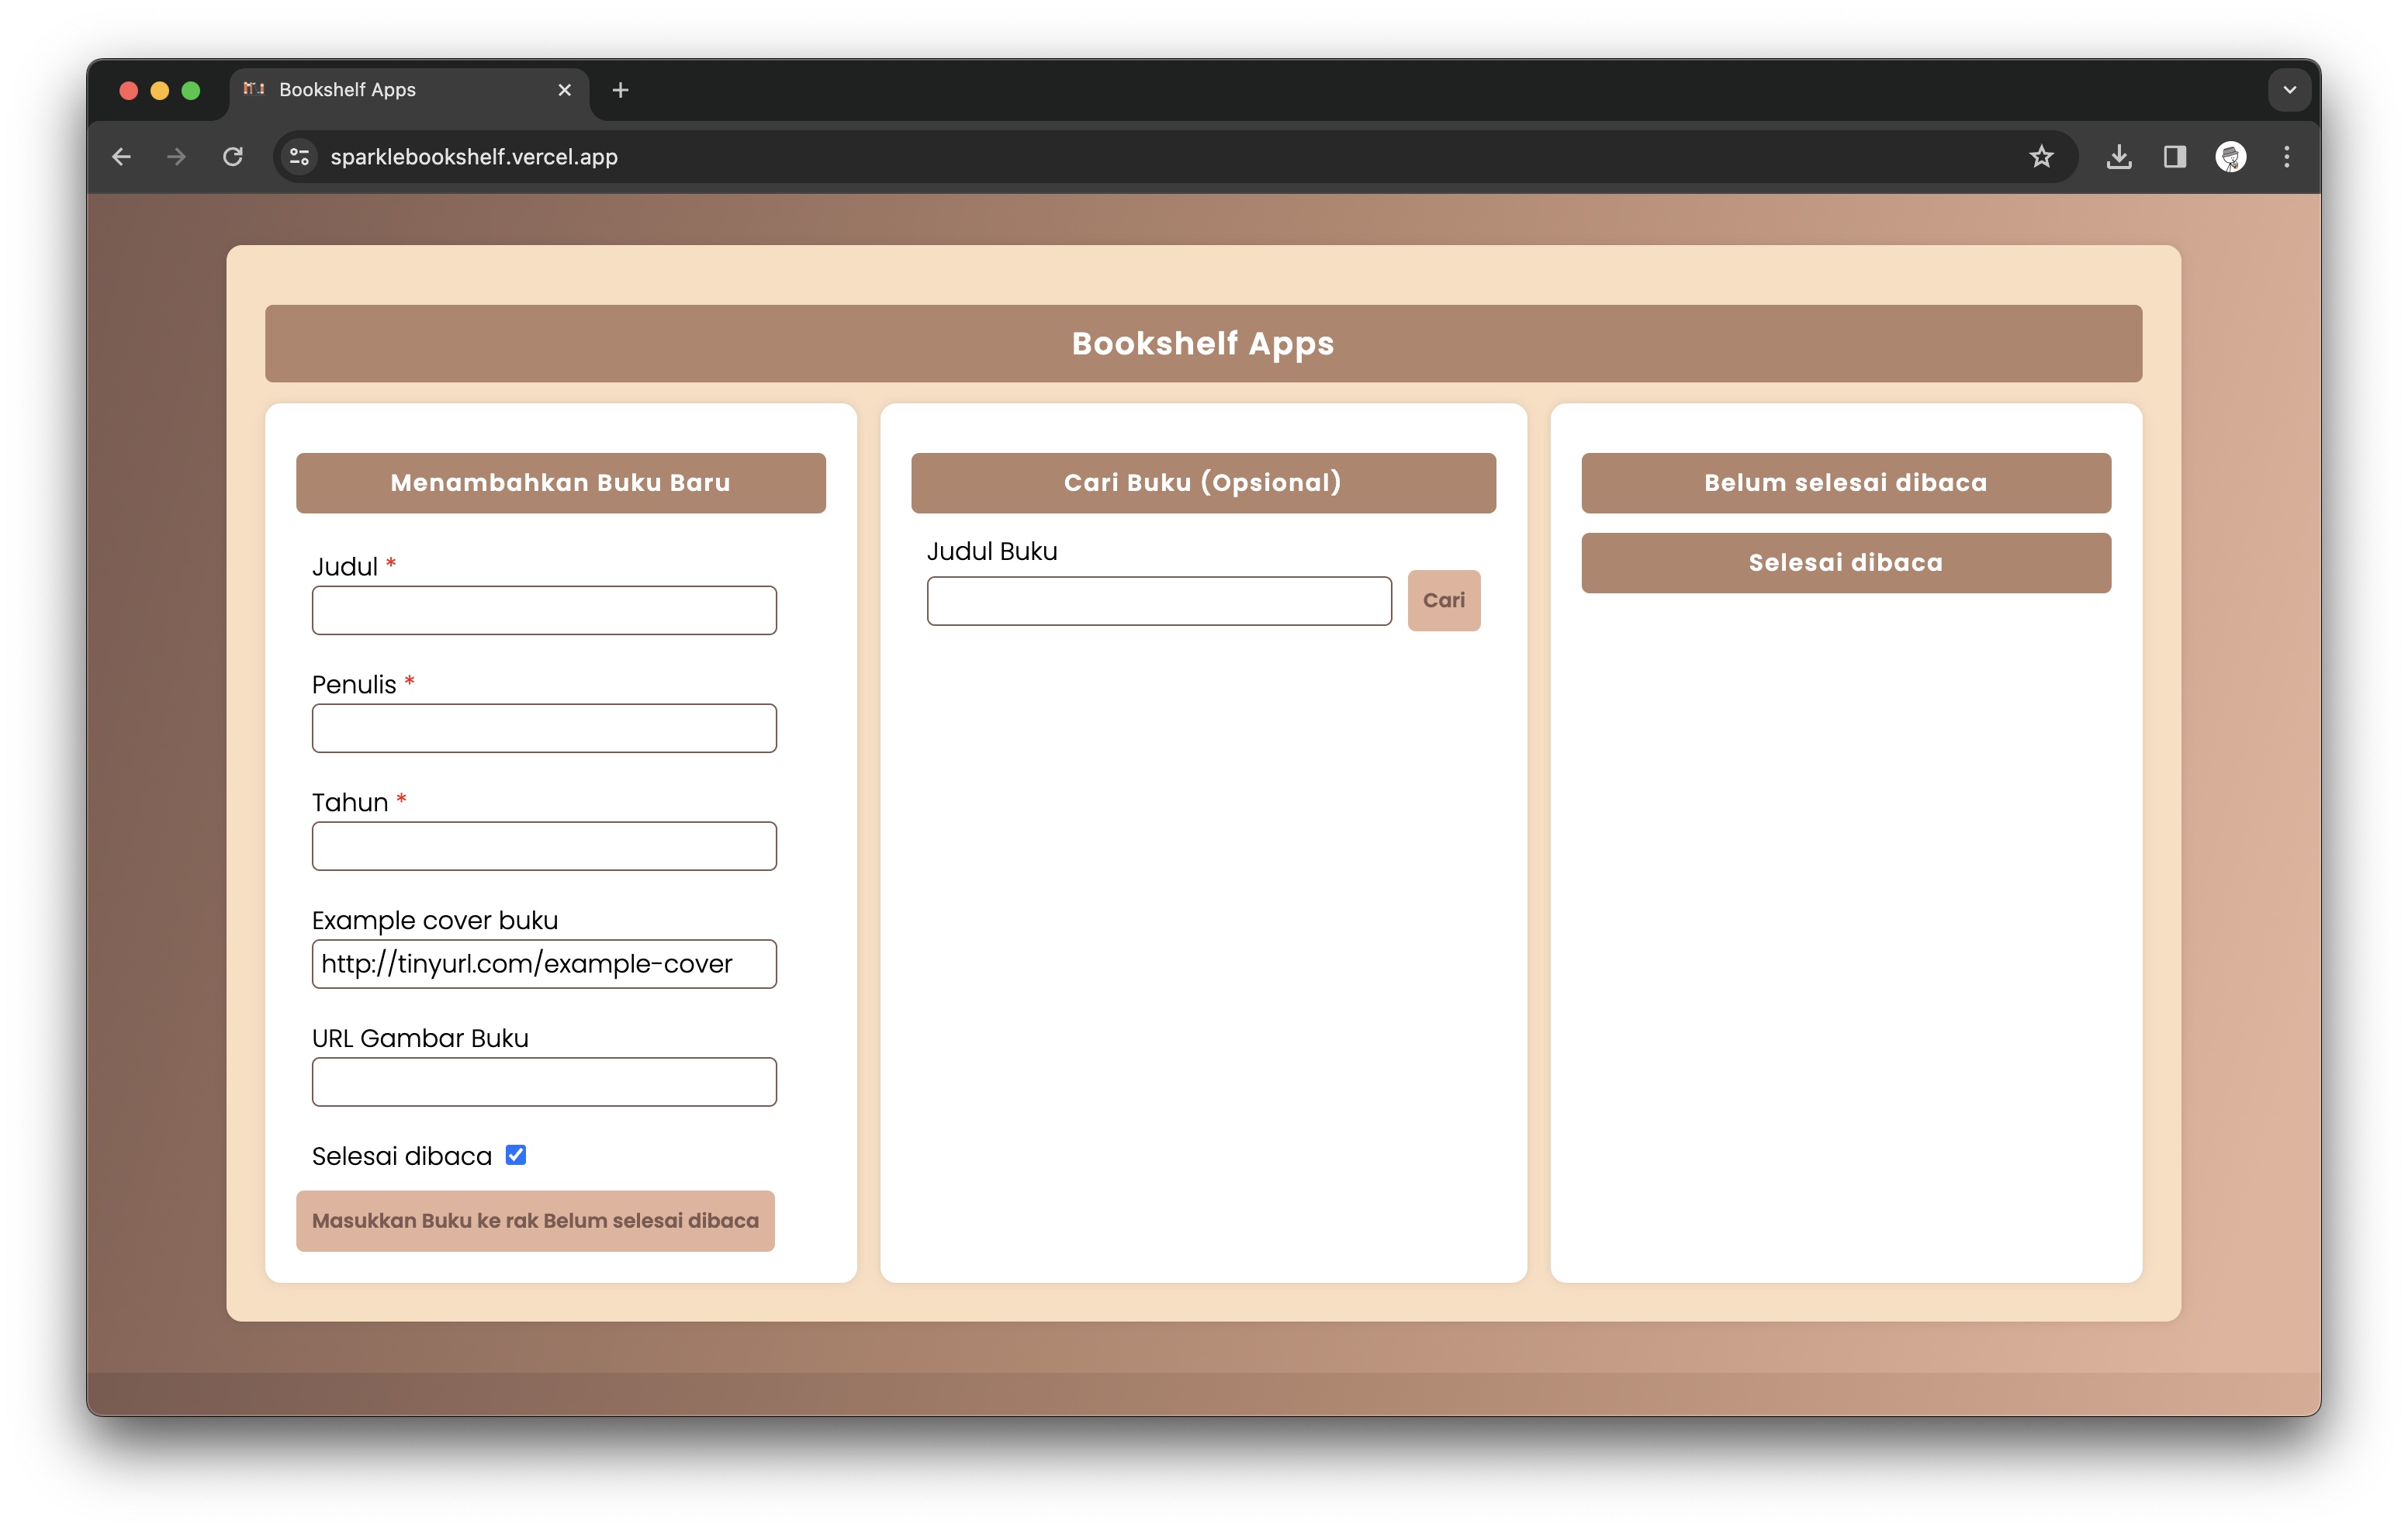 Bookshelf Apps
sparklebookshelf.vercel.app
Bookshelf Apps
Menambahkan Buku Baru
Judul *
Penulis *
Tahun *
Example cover buku
http://tinyurl.com/example-cover
URL Gambar Buku
Selesai dibaca
Masukkan Buku ke rak Belum selesai dibaca
Cari Buku (Opsional)
Judul Buku
Cari
Belum selesai dibaca
Selesai dibaca